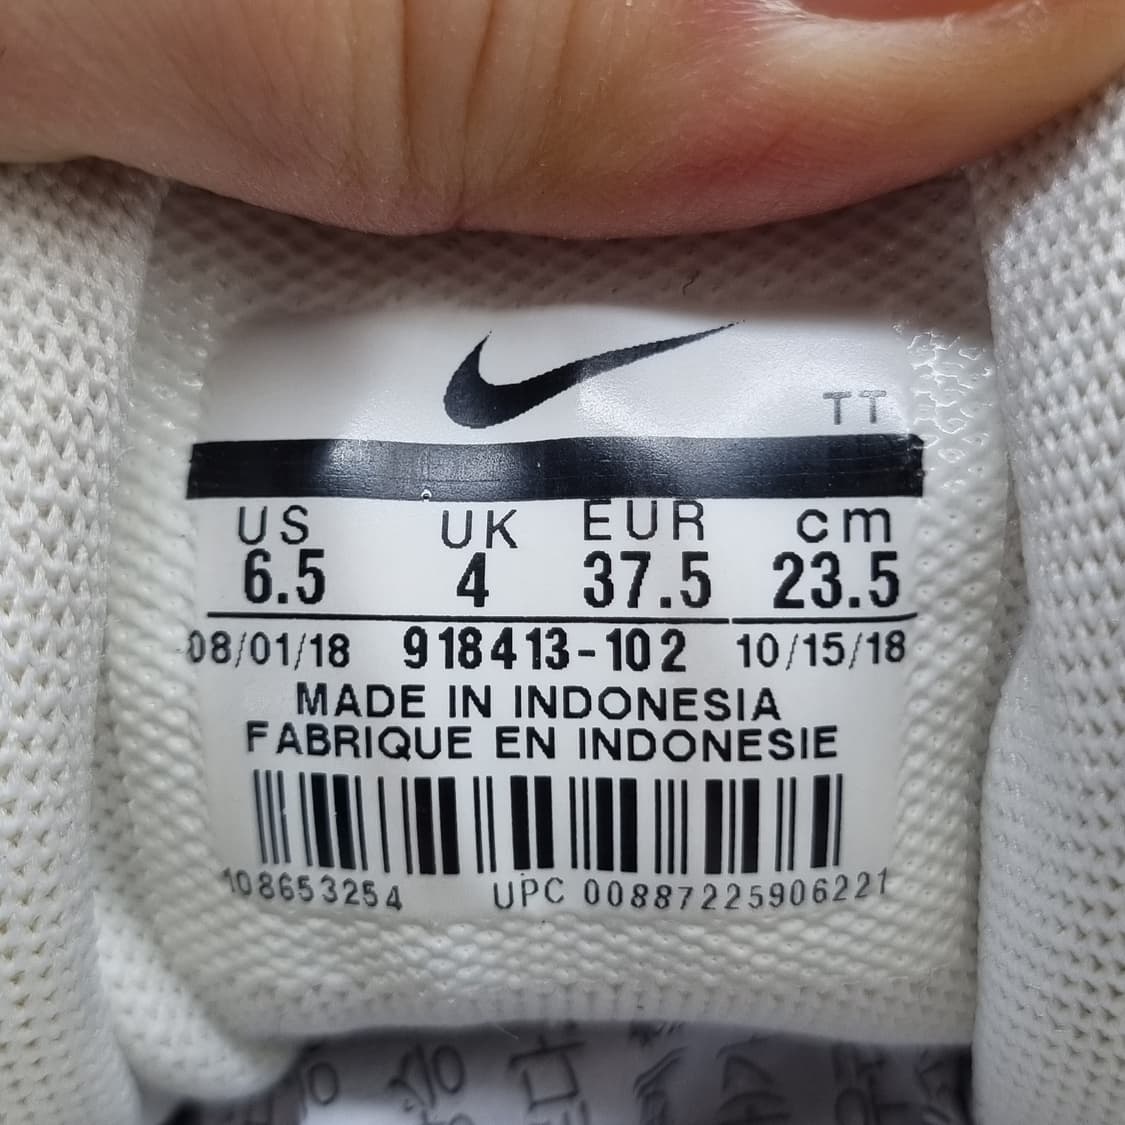 TT
US UK EUR cm
6.5 4 37.5 23.5
08/01/18 918413-102 10/15/18
MADE IN INDONESIA
FABRIQUE EN INDONESIE
108653254 UPC 00887225906221